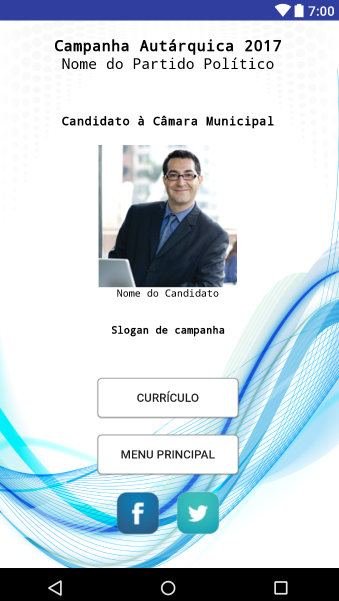 7:00
Campanha Autárquica 2017
Nome do Partido Político
Candidato à Câmara Municipal
Nome do Candidato
Slogan de campanha
CURRÍCULO
MENU PRINCIPAL